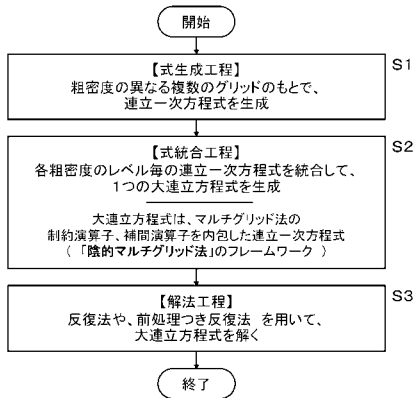 開始
S1
【式生成工程】
粗密度の異なる複数のグリッドのもとで、
連立一次方程式を生成
S2
【式統合工程】
各粗密度のレベル毎の連立一次方程式を統合して、
1つの大連立方程式を生成
大連立方程式は、マルチグリッド法の
制約演算子、補間演算子を内包した連立一次方程式
(「陰的マルチグリッド法」のフレームワーク )
S3
【解法工程】
反復法や、前処理つき反復法 を用いて、
大連立方程式を解く
終了